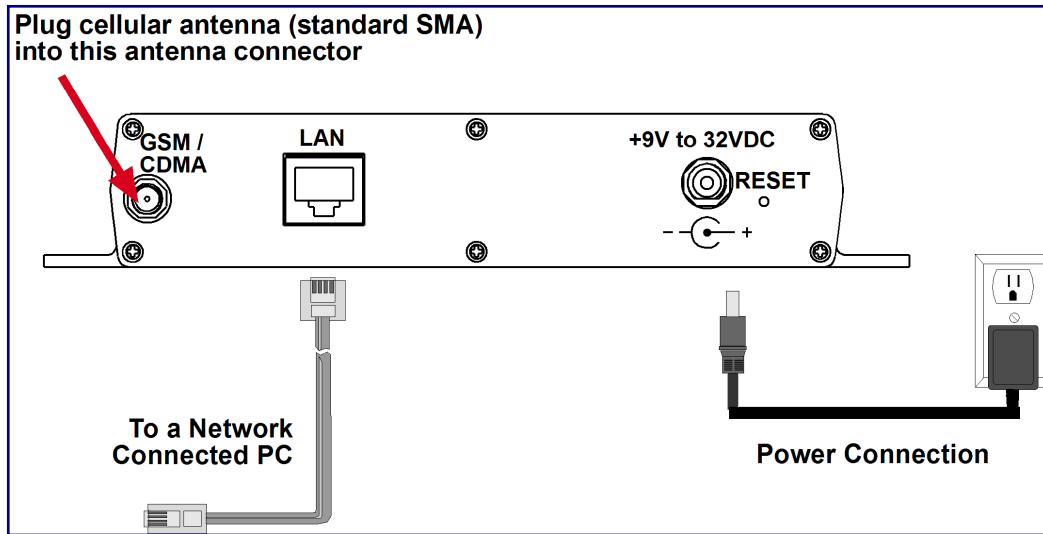 Plug cellular antenna (standard SMA)
into this antenna connector
GSM /
CDMA
LAN
+9V to 32VDC
RESET
- +
To a Network
Connected PC
Power Connection